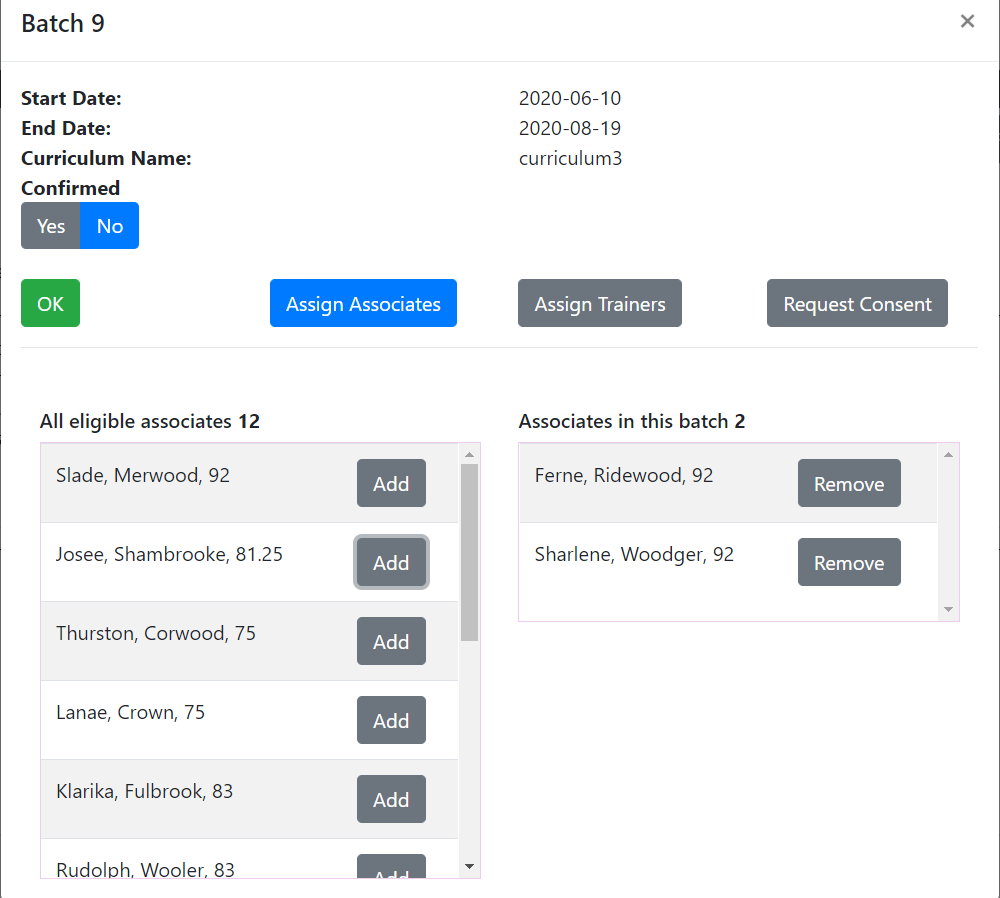 Batch 9 ×
Start Date: 2020-06-10
End Date: 2020-08-19
Curriculum Name: curriculum3
Confirmed
Yes No
OK Assign Associates Assign Trainers Request Consent
All eligible associates 12
Slade, Merwood, 92 Add
Josee, Shambrooke, 81.25 Add
Thurston, Corwood, 75 Add
Lanae, Crown, 75 Add
Klarika, Fulbrook, 83 Add
Rudolph, Wooler, 83 Add
Associates in this batch 2
Ferne, Ridewood, 92 Remove
Sharlene, Woodger, 92 Remove